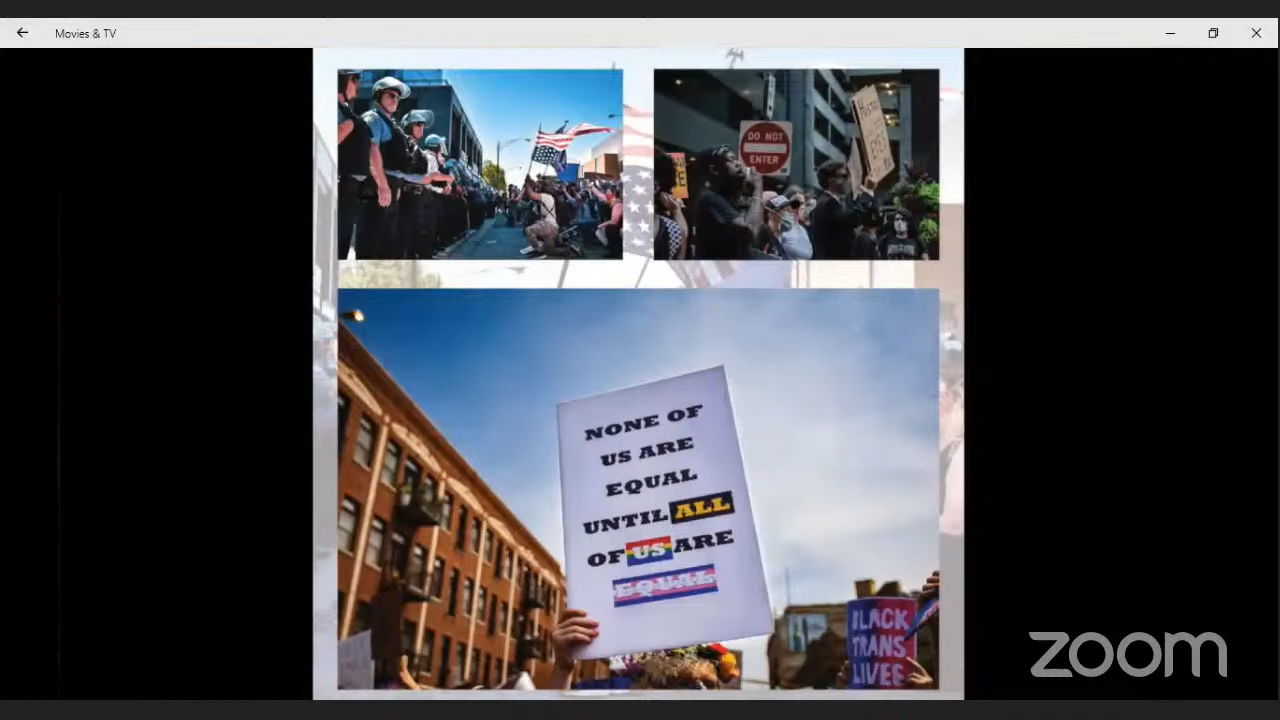 Movies & TV
DO NOT
ENTER
NONE OF
US ARE
EQUAL
UNTIL ALL
OF US ARE
EQUAL
BLACK
TRANS
LIVES
zoom